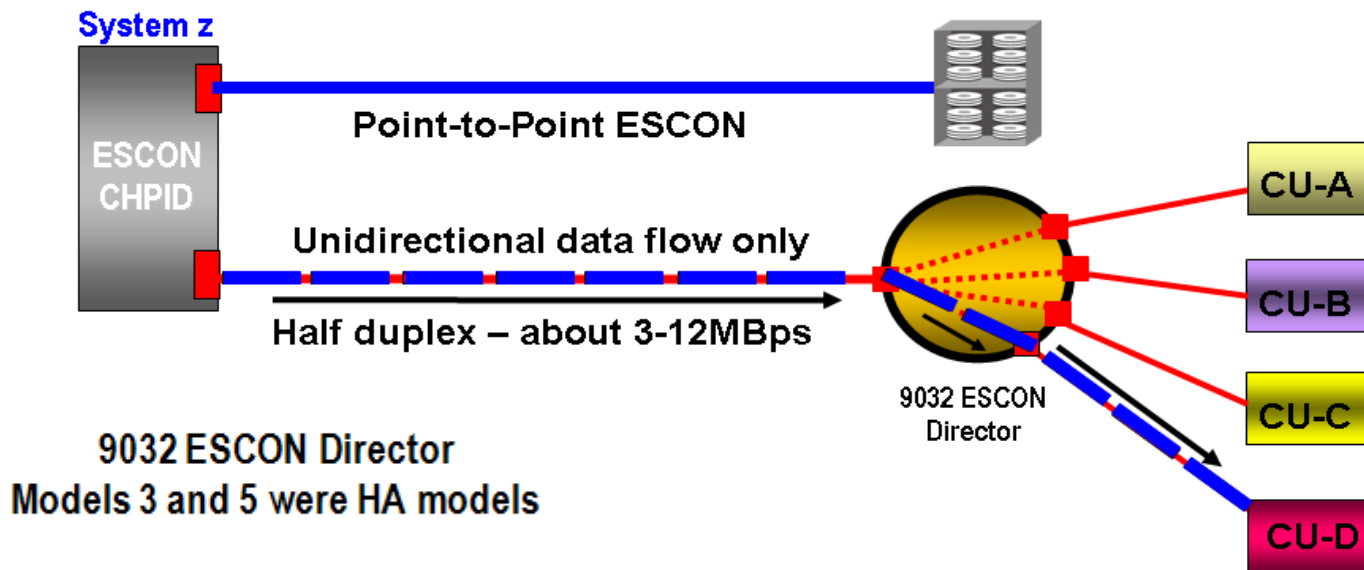 System z
ESCON
CHPID
Point-to-Point ESCON
Unidirectional data flow only
Half duplex – about 3-12MBps
9032 ESCON
Director
CU-A
CU-B
CU-C
CU-D
9032 ESCON Director
Models 3 and 5 were HA models